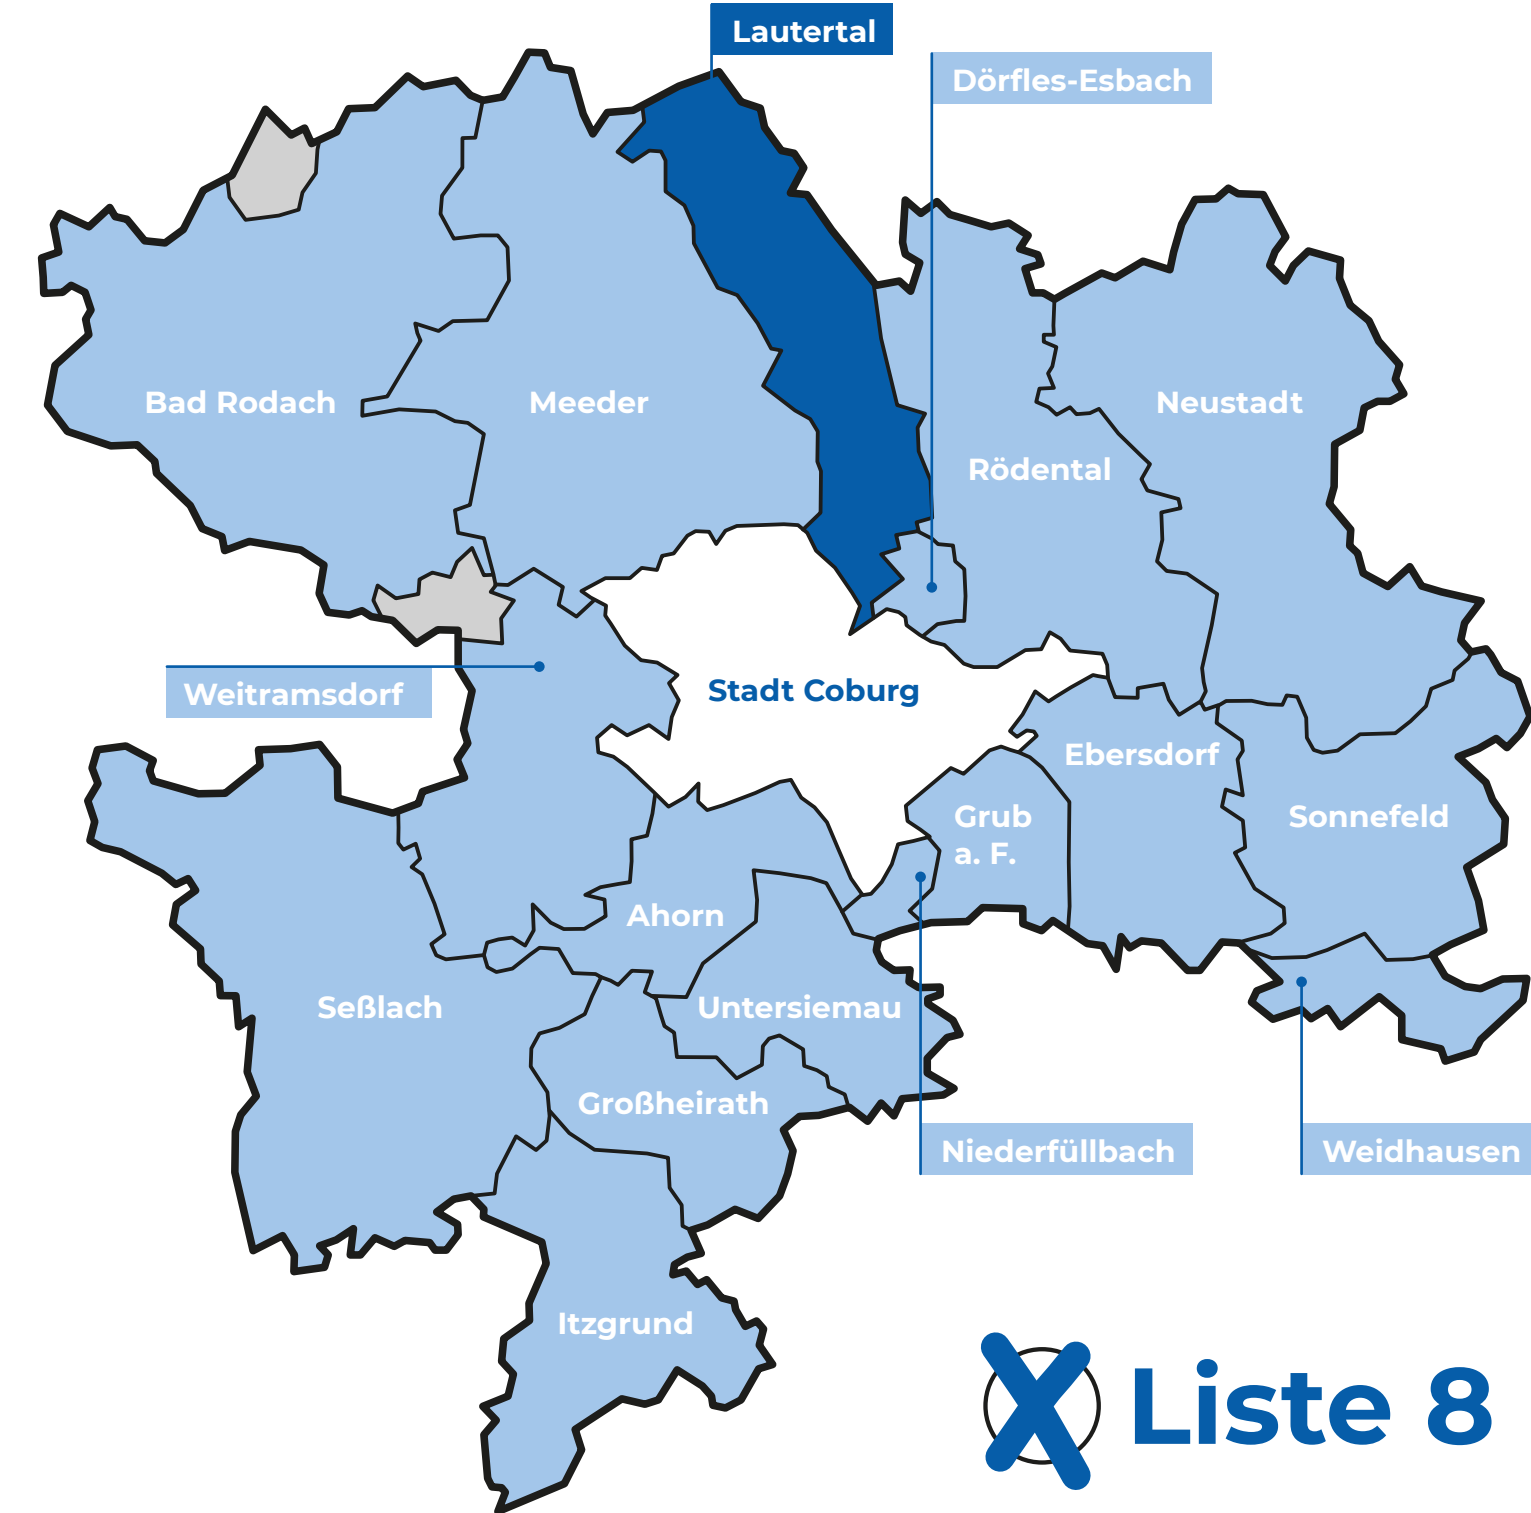 Lautertal
Dörfles-Esbach
Bad Rodach
Meeder
Neustadt
Rödental
Weitramsdorf
Stadt Coburg
Ebersdorf
Grub
a. F.
Sonnefeld
Ahorn
Seßlach
Untersiemau
Großheirath
Niederfüllbach
Weidhausen
Itzgrund
Liste 8